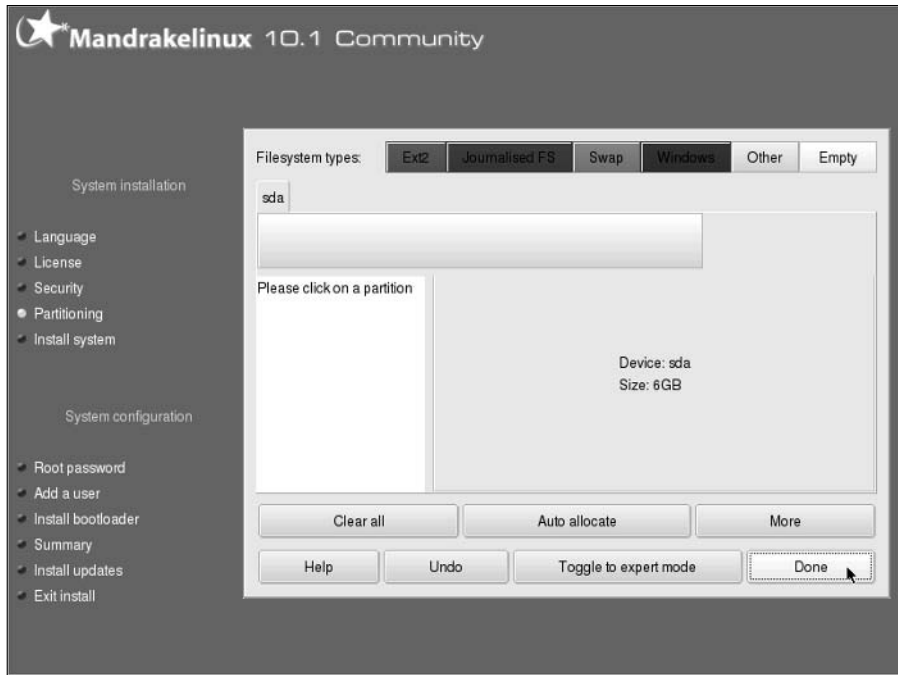 Mandrakelinux 10.1 Community
System installation
Language
License
Security
Partitioning
Install system
System configuration
Root password
Add a user
Install bootloader
Summary
Install updates
Exit install
Filesystem types: Ext2 Journalised FS Swap Windows Other Empty
sda
Please click on a partition
Device: sda
Size: 6GB
Clear all Auto allocate More
Help Undo Toggle to expert mode Done